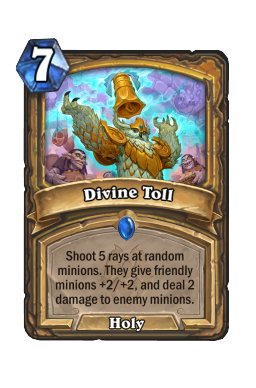 7
Divine Toll
Shoot 5 rays at random
minions. They give friendly
minions +2/+2, and deal 2
damage to enemy minions.
Holy